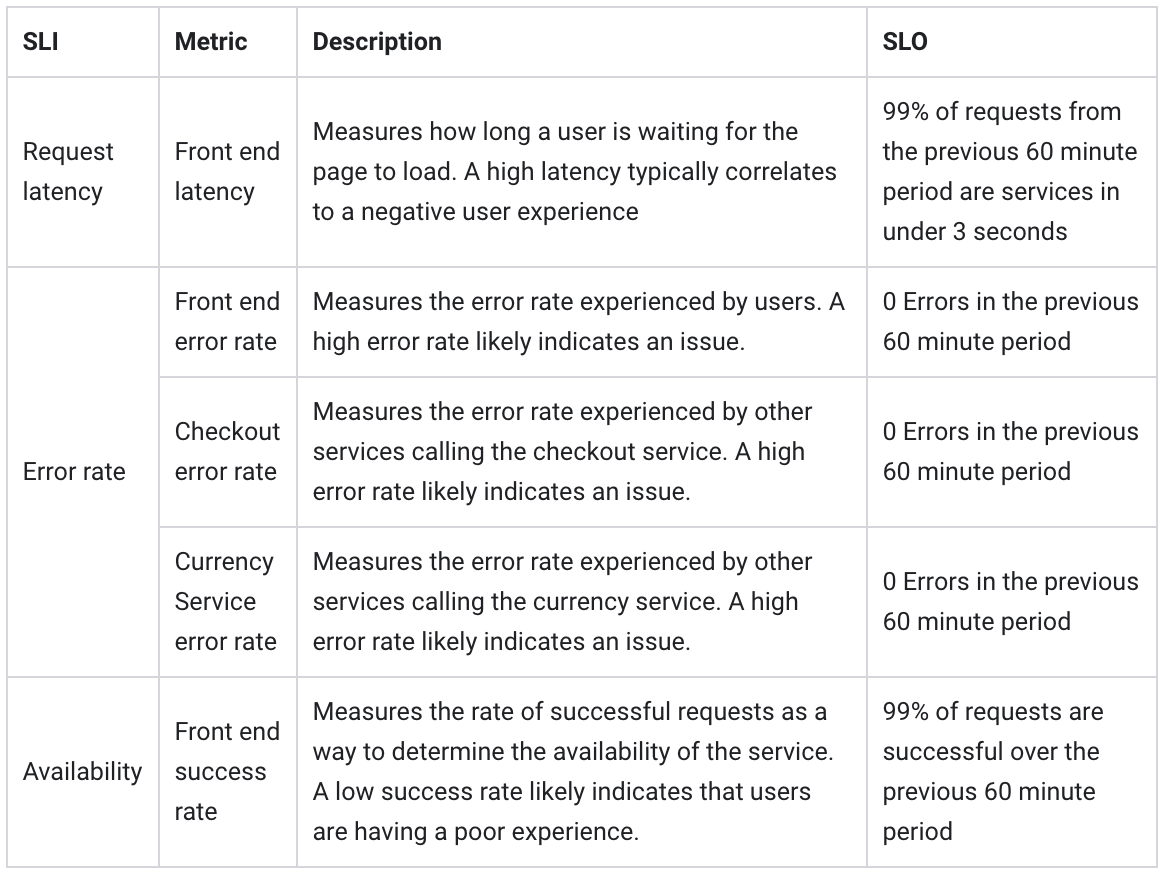 SLI
Metric
Description
SLO
Request
latency
Front end
latency
Measures how long a user is waiting for the
page to load. A high latency typically correlates
to a negative user experience
99% of requests from
the previous 60 minute
period are services in
under 3 seconds
Error rate
Front end
error rate
Measures the error rate experienced by users. A
high error rate likely indicates an issue.
0 Errors in the previous
60 minute period
Checkout
error rate
Measures the error rate experienced by other
services calling the checkout service. A high
error rate likely indicates an issue.
0 Errors in the previous
60 minute period
Currency
Service
error rate
Measures the error rate experienced by other
services calling the currency service. A high
error rate likely indicates an issue.
0 Errors in the previous
60 minute period
Availability
Front end
success
rate
Measures the rate of successful requests as a
way to determine the availability of the service.
A low success rate likely indicates that users
are having a poor experience.
99% of requests are
successful over the
previous 60 minute
period